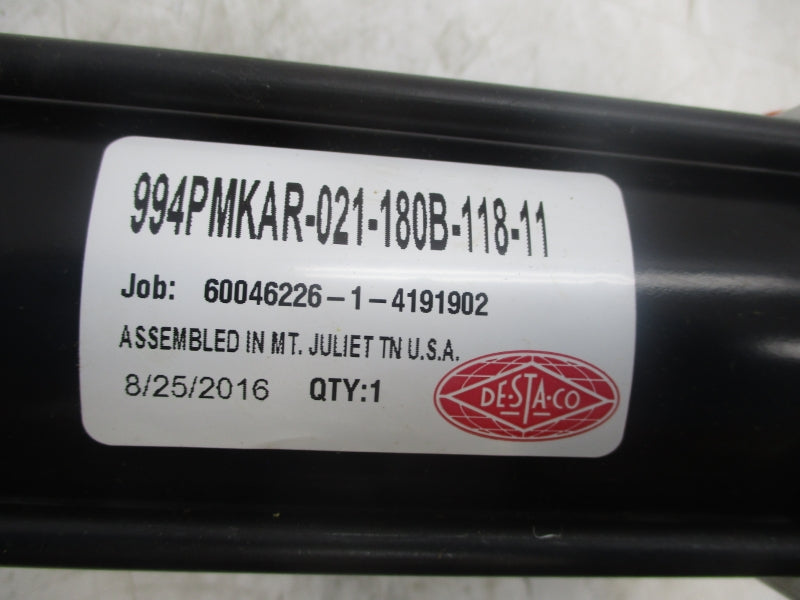 994PMKAR-021-180B-118-11
Job: 60046226-1-4191902
ASSEMBLED IN MT. JULIET TN U.S.A.
8/25/2016 QTY:1
DE-STA-CO